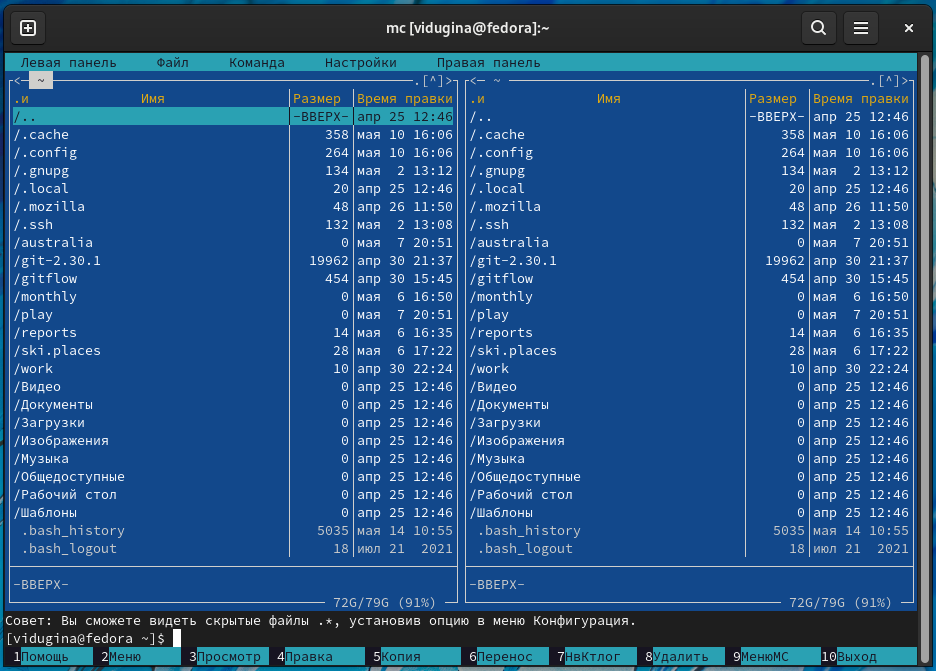 mc [vidugina@fedora]:~
Левая панель Файл Команда Настройки Правая панель
<— ~ .[^]> <— ~ .[^]>
.и Имя Размер Время правки .и Имя Размер Время правки
/.. -ВВЕРХ- апр 25 12:46 /.. -ВВЕРХ- апр 25 12:46
/.cache 358 мая 10 16:06 /.cache 358 мая 10 16:06
/.config 264 мая 10 16:06 /.config 264 мая 10 16:06
/.gnupg 134 мая 2 13:12 /.gnupg 134 мая 2 13:12
/.local 20 апр 25 12:46 /.local 20 апр 25 12:46
/.mozilla 48 апр 26 11:50 /.mozilla 48 апр 26 11:50
/.ssh 132 мая 2 13:08 /.ssh 132 мая 2 13:08
/australia 0 мая 7 20:51 /australia 0 мая 7 20:51
/git-2.30.1 19962 апр 30 21:37 /git-2.30.1 19962 апр 30 21:37
/gitflow 454 апр 30 15:45 /gitflow 454 апр 30 15:45
/monthly 0 мая 6 16:50 /monthly 0 мая 6 16:50
/play 0 мая 7 20:51 /play 0 мая 7 20:51
/reports 14 мая 6 16:35 /reports 14 мая 6 16:35
/ski.places 28 мая 6 17:22 /ski.places 28 мая 6 17:22
/work 10 апр 30 22:24 /work 10 апр 30 22:24
/Видео 0 апр 25 12:46 /Видео 0 апр 25 12:46
/Документы 0 апр 25 12:46 /Документы 0 апр 25 12:46
/Загрузки 0 апр 25 12:46 /Загрузки 0 апр 25 12:46
/Изображения 0 апр 25 12:46 /Изображения 0 апр 25 12:46
/Музыка 0 апр 25 12:46 /Музыка 0 апр 25 12:46
/Общедоступные 0 апр 25 12:46 /Общедоступные 0 апр 25 12:46
/Рабочий стол 0 апр 25 12:46 /Рабочий стол 0 апр 25 12:46
/Шаблоны 0 апр 25 12:46 /Шаблоны 0 апр 25 12:46
.bash_history 5035 мая 14 10:55 .bash_history 5035 мая 14 10:55
.bash_logout 18 июл 21 2021 .bash_logout 18 июл 21 2021
-ВВЕРХ- -ВВЕРХ-
72G/79G (91%) 72G/79G (91%)
Совет: Вы сможете видеть скрытые файлы .*, установив опцию в меню Конфигурация.
[vidugina@fedora ~]$
1Помощь 2Меню 3Просмотр 4Правка 5Копия 6Перенос 7НвКтлог 8Удалить 9МенюMC 10Выход